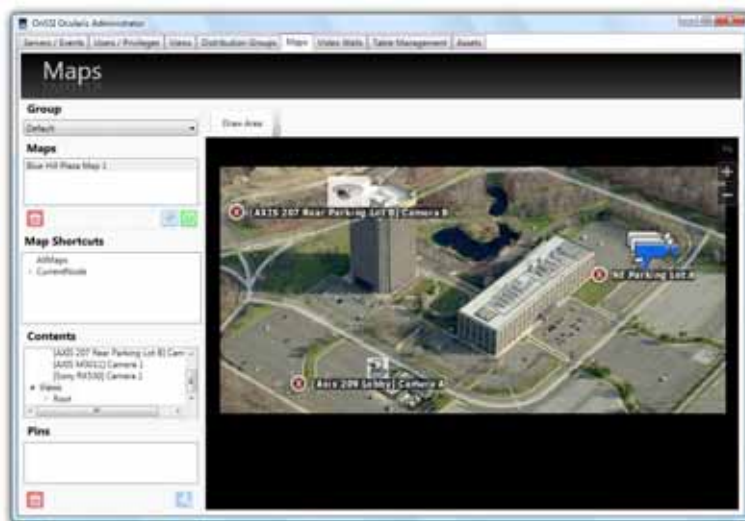 OnSSI Ocularis Administrator
Servers / Events Users / Privileges Views Distribution Groups Maps Video Walls Table Management Assets
Maps
Group
Default
Draw Area
Maps
Blue Hill Plaza Map 1
[AXIS 207 Rear Parking Lot B] Camera B
Map Shortcuts
AllMaps
CurrentNode
NE Parking Lot A
Contents
[AXIS 207 Rear Parking Lot B] Cam
[AXIS M3011] Camera 1
[Sony RX530] Camera 1
Views
Root
[Axis 209 Lobby] Camera A
Pins